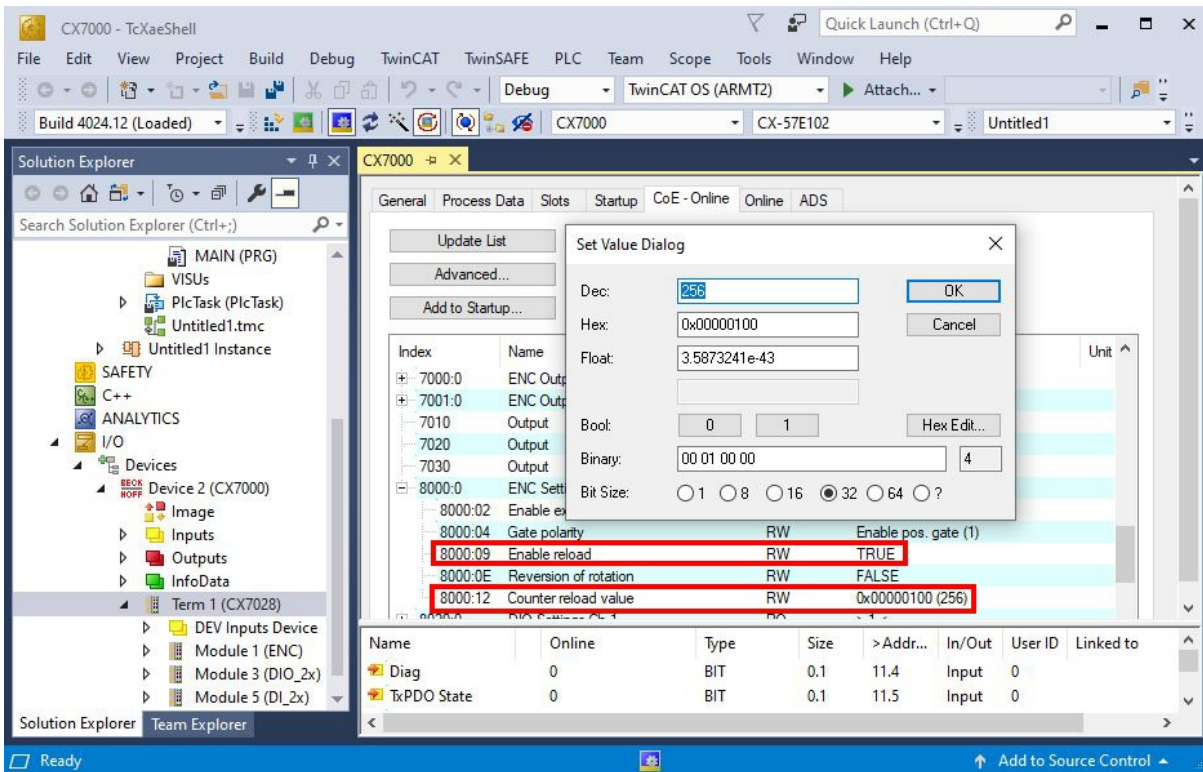 CX7000 - TcXaeShell
Quick Launch (Ctrl+Q)
File Edit View Project Build Debug TwinCAT TwinSAFE PLC Team Scope Tools Window Help
Debug TwinCAT OS (ARMT2) Attach...
Build 4024.12 (Loaded) CX7000 CX-57E102 Untitled1
Solution Explorer
Search Solution Explorer (Ctrl+;)
MAIN (PRG)
VISUs
PlcTask (PlcTask)
Untitled1.tmc
Untitled1 Instance
SAFETY
C++
ANALYTICS
I/O
Devices
BECKHOFF Device 2 (CX7000)
Image
Inputs
Outputs
InfoData
Term 1 (CX7028)
DEV Inputs Device
Module 1 (ENC)
Module 3 (DIO_2x)
Module 5 (DI_2x)
Solution Explorer Team Explorer
CX7000
General Process Data Slots Startup CoE - Online Online ADS
Update List
Advanced...
Add to Startup...
Set Value Dialog
Dec: 256 OK
Hex: 0x00000100 Cancel
Float: 3.5873241e-43
Bool: 0 1 Hex Edit...
Binary: 00 01 00 00 4
Bit Size: 1 8 16 32 64 ?
Index Name Unit
7000:0 ENC Outp
7001:0 ENC Outp
7010 Output
7020 Output
7030 Output
8000:0 ENC Setti
8000:02 Enable ex
8000:04 Gate polarity RW Enable pos. gate (1)
8000:09 Enable reload RW TRUE
8000:0E Reversion of rotation RW FALSE
8000:12 Counter reload value RW 0x00000100 (256)
Name Online Type Size >Addr... In/Out User ID Linked to
Diag 0 BIT 0.1 11.4 Input 0
TxPDO State 0 BIT 0.1 11.5 Input 0
Ready Add to Source Control